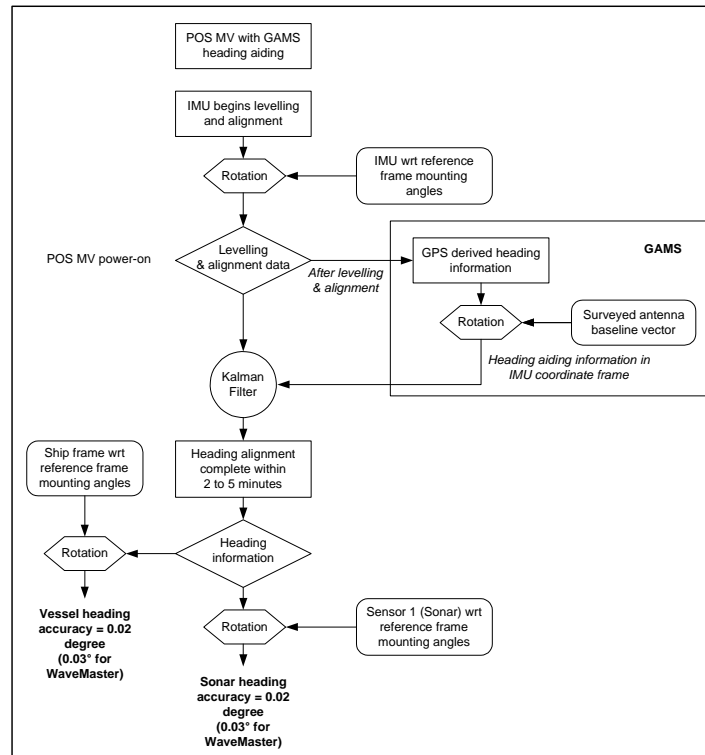 POS MV with GAMS
heading aiding
IMU begins levelling
and alignment
Rotation
IMU wrt reference
frame mounting
angles
POS MV power-on
Levelling
& alignment data
After levelling
& alignment
GAMS
GPS derived heading
information
Rotation
Surveyed antenna
baseline vector
Heading aiding information in
IMU coordinate frame
Kalman
Filter
Heading alignment
complete within
2 to 5 minutes
Ship frame wrt
reference frame
mounting angles
Rotation
Heading
information
Vessel heading
accuracy = 0.02
degree
(0.03° for
WaveMaster)
Rotation
Sensor 1 (Sonar) wrt
reference frame
mounting angles
Sonar heading
accuracy = 0.02
degree
(0.03° for
WaveMaster)